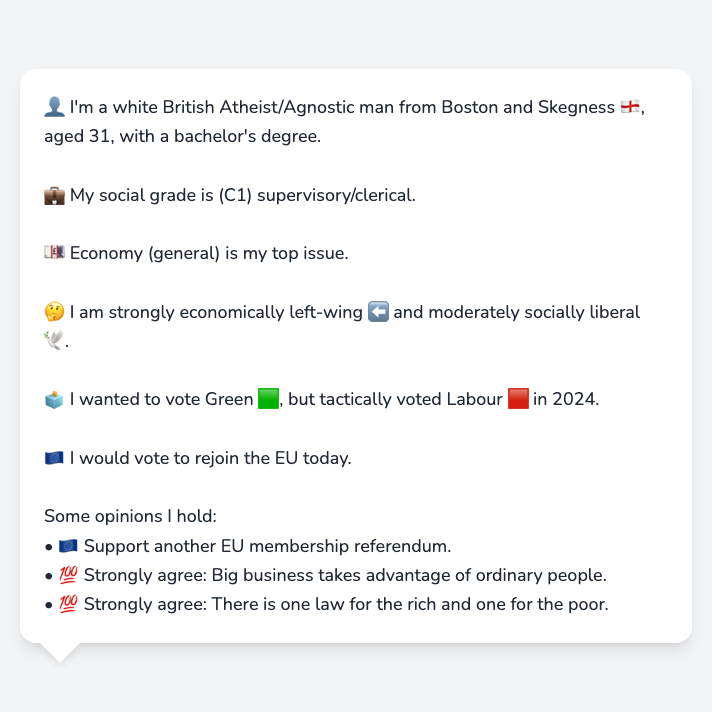 👤 I'm a white British Atheist/Agnostic man from Boston and Skegness 🏴󠁧󠁢󠁥󠁮󠁧󠁿,
aged 31, with a bachelor's degree.
💼 My social grade is (C1) supervisory/clerical.
💷 Economy (general) is my top issue.
🤔 I am strongly economically left-wing ⬅️ and moderately socially liberal
🕊️.
🗳️ I wanted to vote Green 🟩, but tactically voted Labour 🟥 in 2024.
🇪🇺 I would vote to rejoin the EU today.
Some opinions I hold:
• 🇪🇺 Support another EU membership referendum.
• 💯 Strongly agree: Big business takes advantage of ordinary people.
• 💯 Strongly agree: There is one law for the rich and one for the poor.